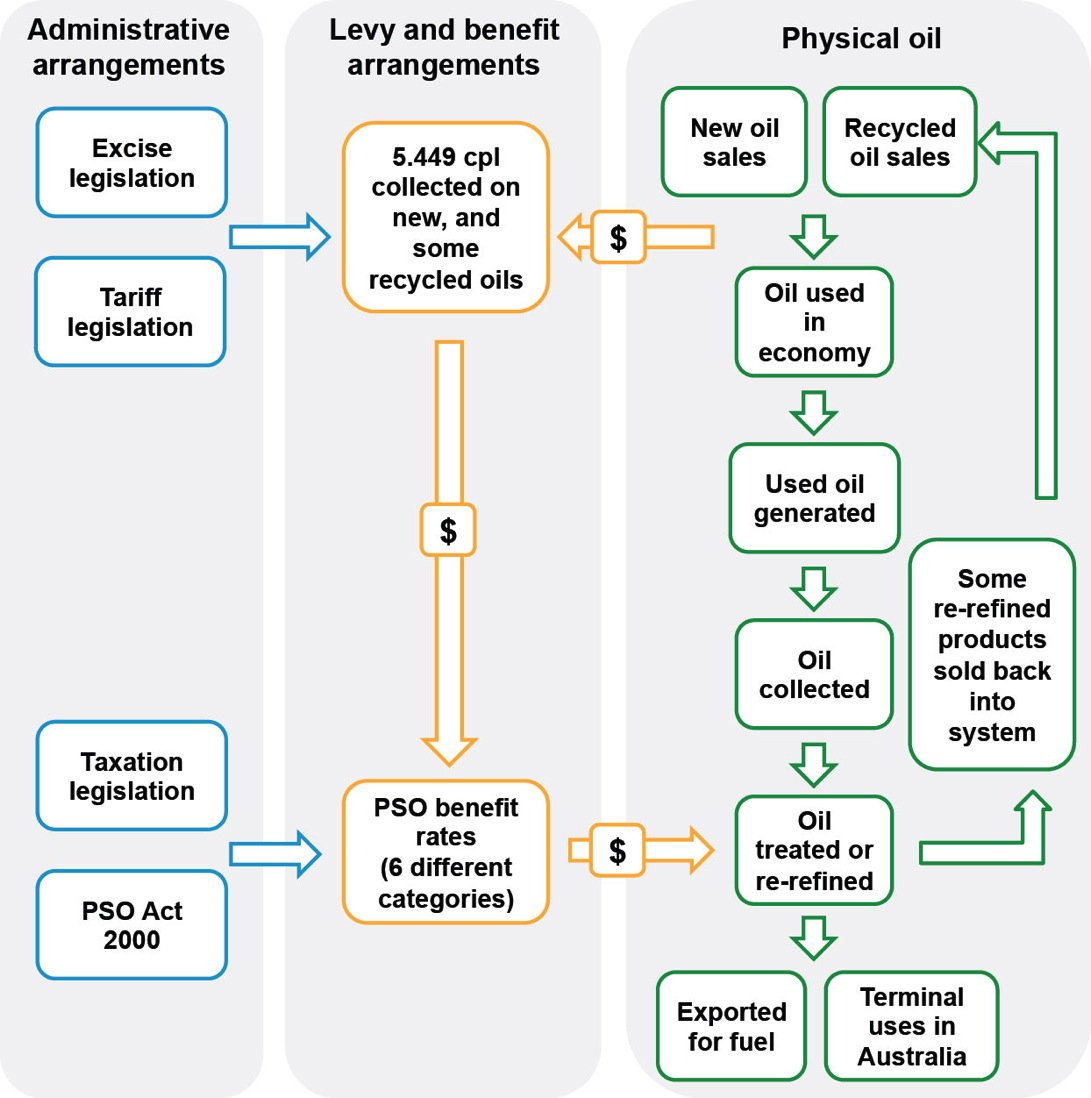 Administrative
arrangements
Excise
legislation
Tariff
legislation
Taxation
legislation
PSO Act
2000
Levy and benefit
arrangements
5.449 cpl
collected on
new, and
some
recycled oils
$
$
PSO benefit
rates
(6 different
categories)
$
Physical oil
New oil
sales
Recycled
oil sales
Oil used
in
economy
Used oil
generated
Oil
collected
Oil
treated or
re-refined
Some
re-refined
products
sold back
into
system
Exported
for fuel
Terminal
uses in
Australia